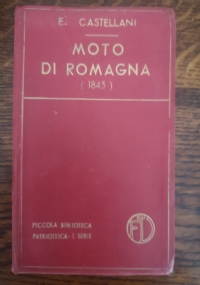 E. CASTELLANI
MOTO
DI ROMAGNA
( 1843 )
PICCOLA BIBLIOTECA
PATRIOTTICA - I. SERIE